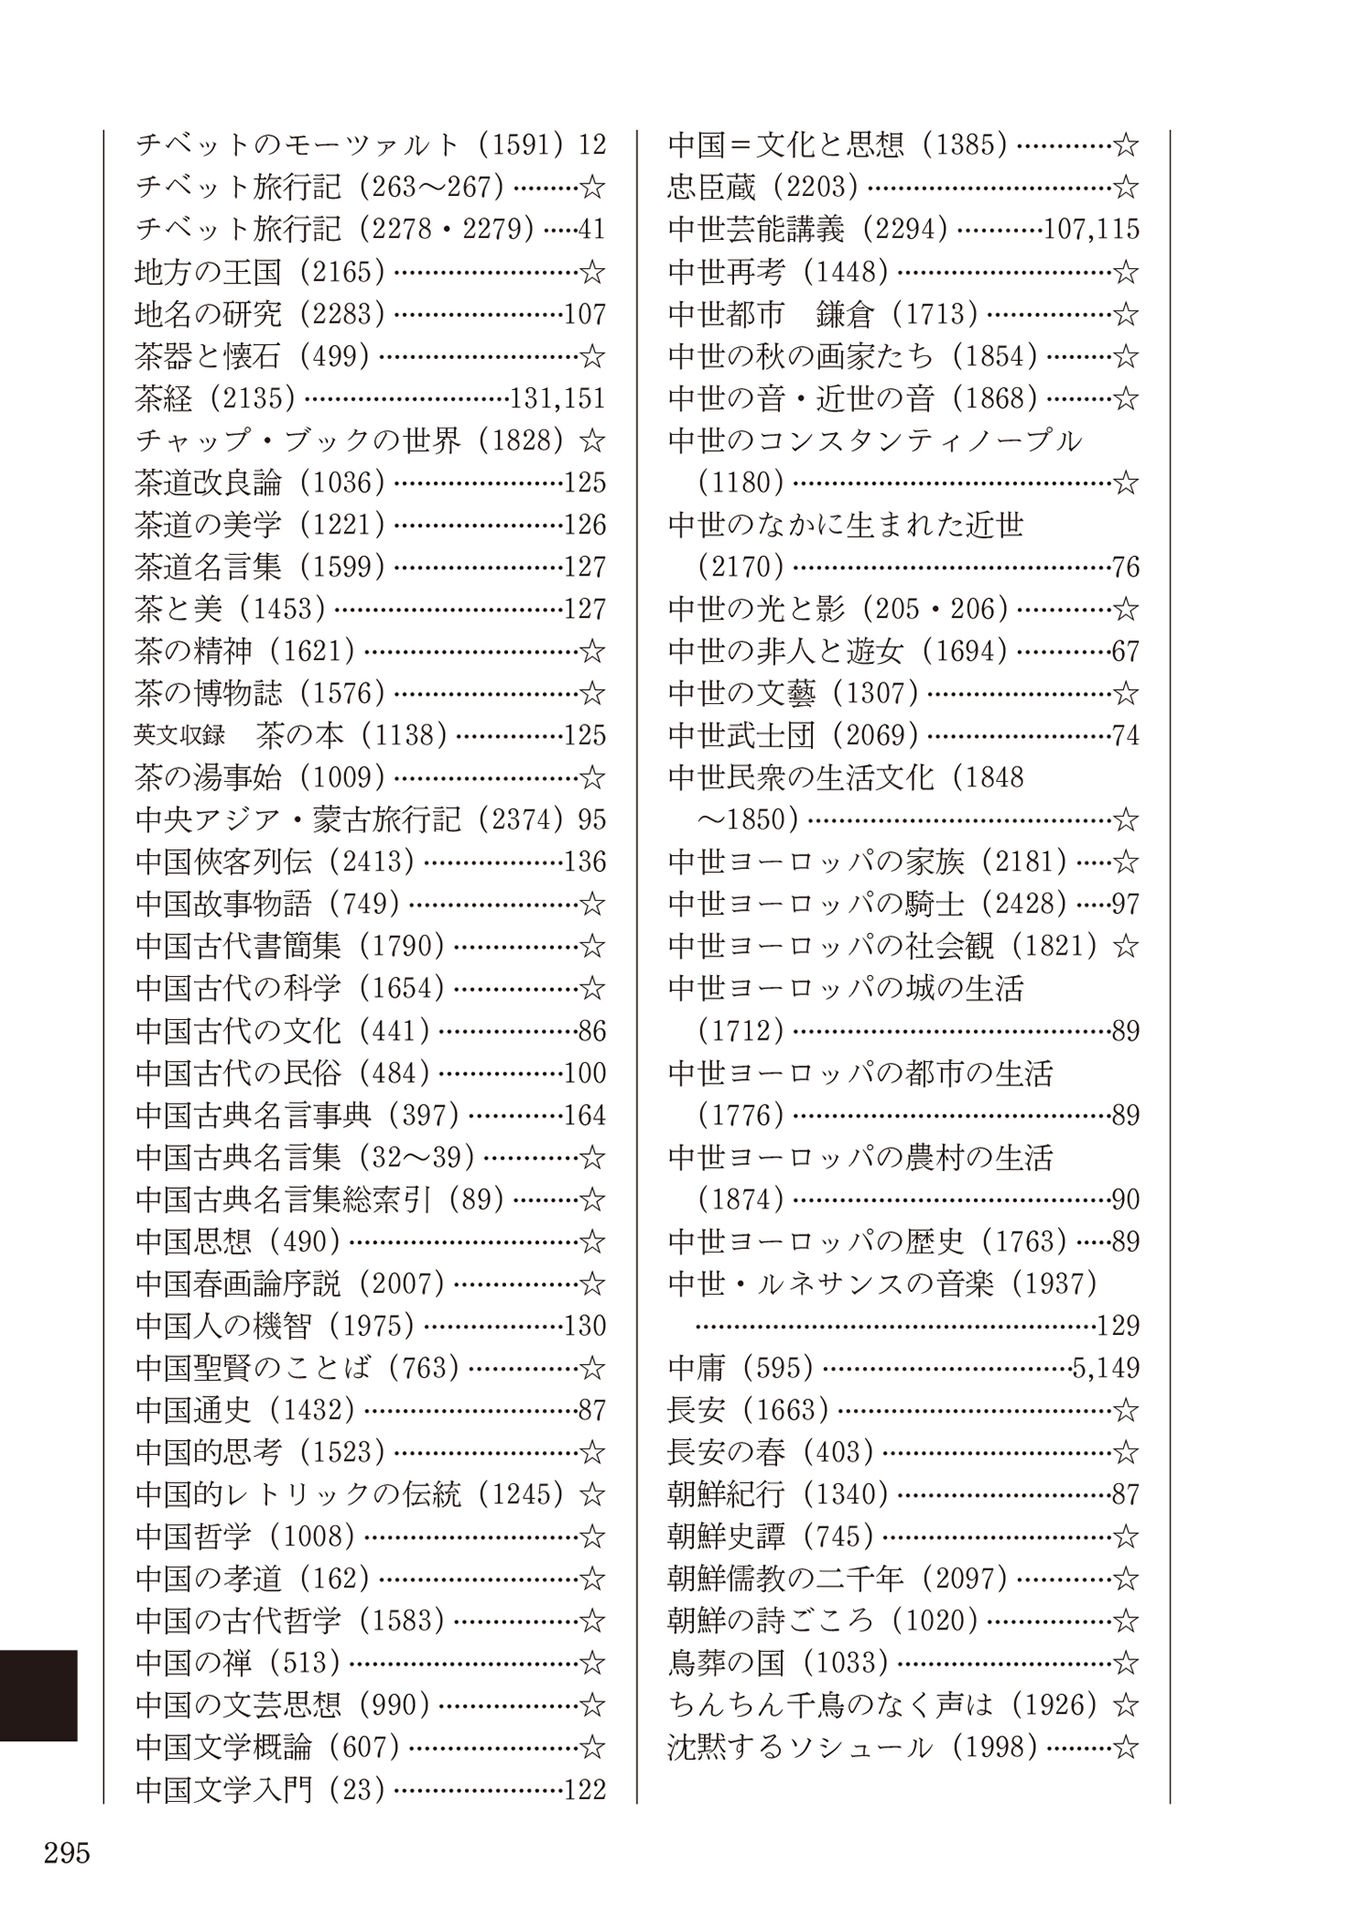 チベットのモーツァルト（1591）12
チベット旅行記（263〜267）………☆
チベット旅行記（2278・2279）……41
地方の王国（2165）……………………☆
地名の研究（2283）…………………107
茶器と懐石（499）……………………☆
茶経（2135）……………………131,151
チャップ・ブックの世界（1828）☆
茶道改良論（1036）…………………125
茶道の美学（1221）…………………126
茶道名言集（1599）…………………127
茶と美（1453）………………………127
茶の精神（1621）………………………☆
茶の博物誌（1576）……………………☆
英文収録　茶の本（1138）…………125
茶の湯事始（1009）……………………☆
中央アジア・蒙古旅行記（2374）95
中国俠客列伝（2413）………………136
中国故事物語（749）…………………☆
中国古代書簡集（1790）……………☆
中国古代の科学（1654）……………☆
中国古代の文化（441）………………86
中国古代の民俗（484）……………100
中国古典名言事典（397）…………164
中国古典名言集（32〜39）…………☆
中国古典名言集総索引（89）………☆
中国思想（490）………………………☆
中国春画論序説（2007）……………☆
中国人の機智（1975）………………130
中国聖賢のことば（763）…………☆
中国通史（1432）………………………87
中国的思考（1523）……………………☆
中国的レトリックの伝統（1245）☆
中国哲学（1008）………………………☆
中国の孝道（162）……………………☆
中国の古代哲学（1583）……………☆
中国の禅（513）………………………☆
中国の文芸思想（990）………………☆
中国文学概論（607）…………………☆
中国文学入門（23）…………………122
中国＝文化と思想（1385）…………☆
忠臣蔵（2203）…………………………☆
中世芸能講義（2294）…………107,115
中世再考（1448）………………………☆
中世都市　鎌倉（1713）……………☆
中世の秋の画家たち（1854）………☆
中世の音・近世の音（1868）………☆
中世のコンスタンティノープル
（1180）…………………………………☆
中世のなかに生まれた近世
（2170）…………………………………76
中世の光と影（205・206）…………☆
中世の非人と遊女（1694）…………67
中世の文藝（1307）……………………☆
中世武士団（2069）……………………74
中世民衆の生活文化（1848
〜1850）…………………………………☆
中世ヨーロッパの家族（2181）……☆
中世ヨーロッパの騎士（2428）……97
中世ヨーロッパの社会観（1821）☆
中世ヨーロッパの城の生活
（1712）…………………………………89
中世ヨーロッパの都市の生活
（1776）…………………………………89
中世ヨーロッパの農村の生活
（1874）…………………………………90
中世ヨーロッパの歴史（1763）……89
中世・ルネサンスの音楽（1937）
……………………………………………129
中庸（595）…………………………5,149
長安（1663）……………………………☆
長安の春（403）………………………☆
朝鮮紀行（1340）………………………87
朝鮮史譚（745）………………………☆
朝鮮儒教の二千年（2097）…………☆
朝鮮の詩ごころ（1020）……………☆
鳥葬の国（1033）………………………☆
ちんちん千鳥のなく声は（1926）☆
沈黙するソシュール（1998）………☆
295